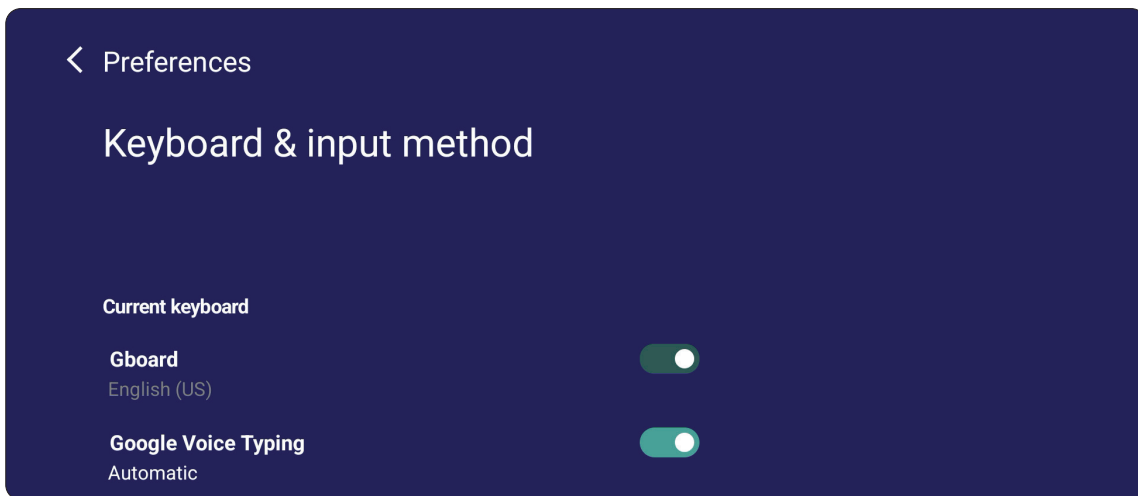 Preferences
Keyboard & input method
Current keyboard
Gboard
English (US)
Google Voice Typing
Automatic